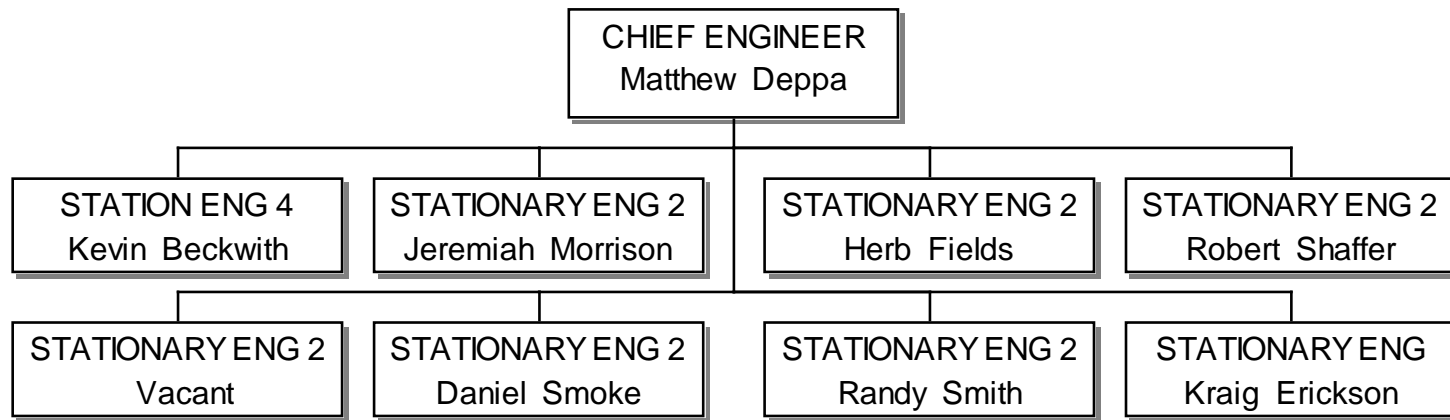 CHIEF ENGINEER
Matthew Deppa
STATION ENG 4
Kevin Beckwith
STATIONARY ENG 2
Jeremiah Morrison
STATIONARY ENG 2
Herb Fields
STATIONARY ENG 2
Robert Shaffer
STATIONARY ENG 2
Vacant
STATIONARY ENG 2
Daniel Smoke
STATIONARY ENG 2
Randy Smith
STATIONARY ENG
Kraig Erickson